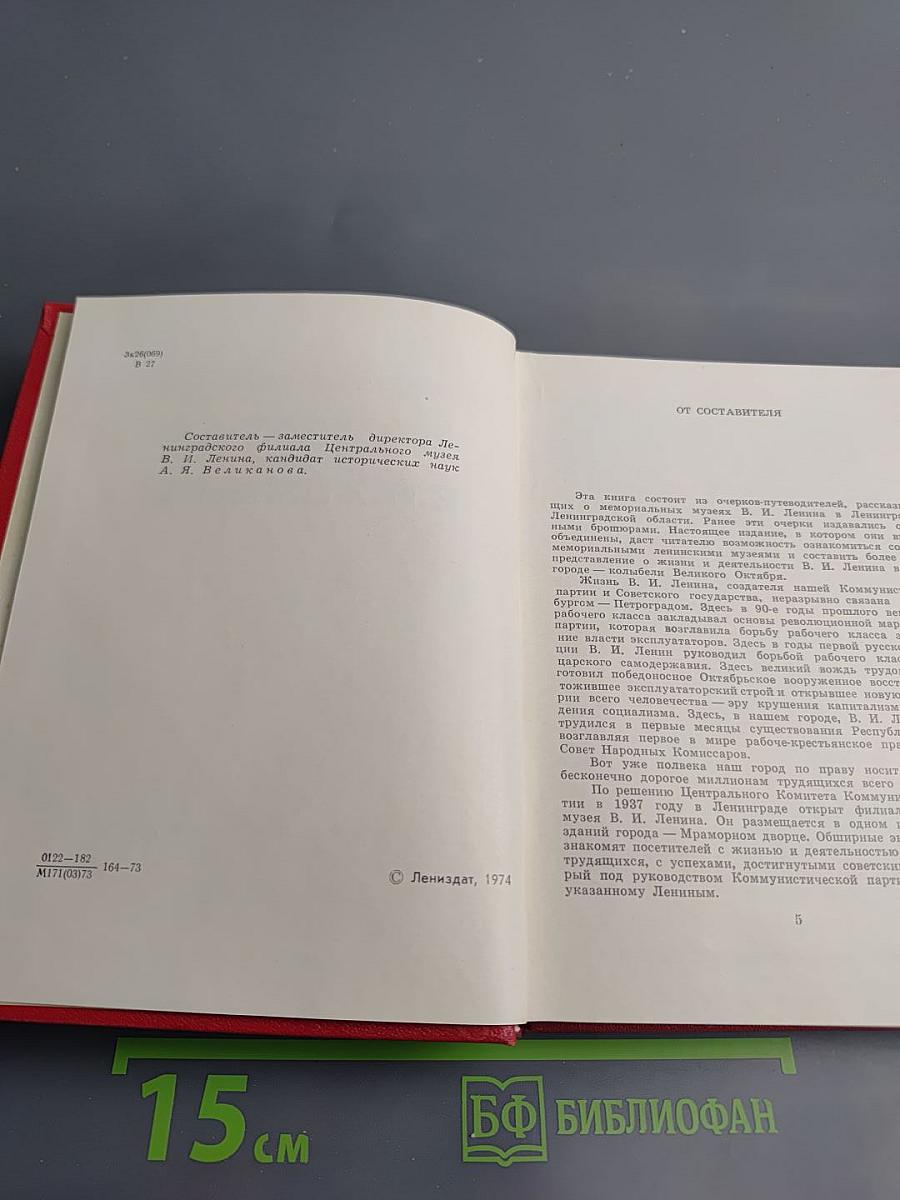 Зк26(069)
В 27
Составитель — заместитель директора Ле-
нинградского филиала Центрального музея
В. И. Ленина, кандидат исторических наук
А. Я. Великанова.
0122—182
М171(03)73
164—73
© Лениздат, 1974
ОТ СОСТАВИТЕЛЯ
Эта книга состоит из очерков-путеводителей, рассказ
щих о мемориальных музеях В. И. Ленина в Ленингра
Ленинградской области. Ранее эти очерки издавались о
ными брошюрами. Настоящее издание, в котором они в
объединены, даст читателю возможность ознакомиться со
мемориальными ленинскими музеями и составить более
представление о жизни и деятельности В. И. Ленина в
городе — колыбели Великого Октября.
Жизнь В. И. Ленина, создателя нашей Коммунис
партии и Советского государства, неразрывно связана
бургом — Петроградом. Здесь в 90-е годы прошлого ве
рабочего класса закладывал основы революционной мар
партии, которая возглавила борьбу рабочего класса з
ние власти эксплуататоров. Здесь в годы первой русско
ции В. И. Ленин руководил борьбой рабочего клас
царского самодержавия. Здесь великий вождь трудо
готовил победоносное Октябрьское вооруженное восст
тожившее эксплуататорский строй и открывшее новую
рии всего человечества — эру крушения капитализм
дения социализма. Здесь, в нашем городе, В. И. Л
трудился в первые месяцы существования Республ
возглавляя первое в мире рабоче-крестьянское пра
Совет Народных Комиссаров.
Вот уже полвека наш город по праву носит
бесконечно дорогое миллионам трудящихся всего
По решению Центрального Комитета Коммуни
тии в 1937 году в Ленинграде открыт филиал
музея В. И. Ленина. Он размещается в одном
зданий города — Мраморном дворце. Обширные э
знакомят посетителей с жизнью и деятельностью
трудящихся, с успехами, достигнутыми советски
рый под руководством Коммунистической парти
указанному Лениным.
5
15 см
БФ БИБЛИОФАН